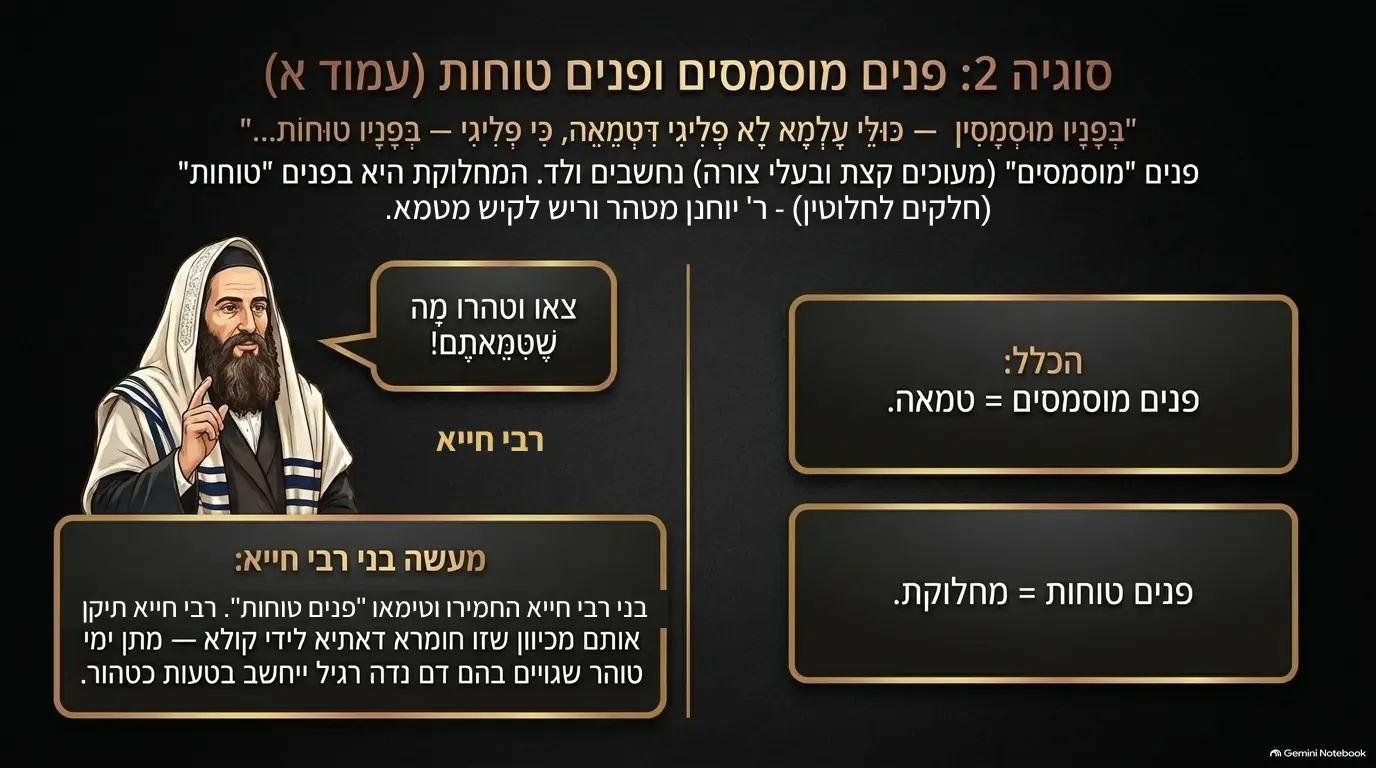 סוגיה 2: פנים מוסמסים ופנים טוחות (עמוד א)
"בְּפָנָיו מוּסְמָסִין – כּוּלֵּי עָלְמָא לָא פְּלִיגִי דִּטְמֵאֵה, כִּי פְּלִיגִי – בְּפָנָיו טוּחוֹת..."
פנים "מוסמסים" (מעוכים קצת ובעלי צורה) נחשבים ולד. המחלוקת היא בפנים "טוחות"
(חלקים לחלוטין) - ר' יוחנן מטהר וריש לקיש מטמא.
הכלל:
פנים מוסמסים = טמאה.
פנים טוחות = מחלוקת.
צאו וטהרו מָה
שֶׁטִּמֵּאתֶם!
רבי חייא
מעשה בני רבי חייא:
בני רבי חייא החמירו וטימאו "פנים טוחות". רבי חייא תיקן
אותם מכיוון שזו חומרא דאתיא לידי קולא — מתן ימי
טוהר שגויים בהם דם נדה רגיל ייחשב בטעות כטהור.
Gemini Notebook